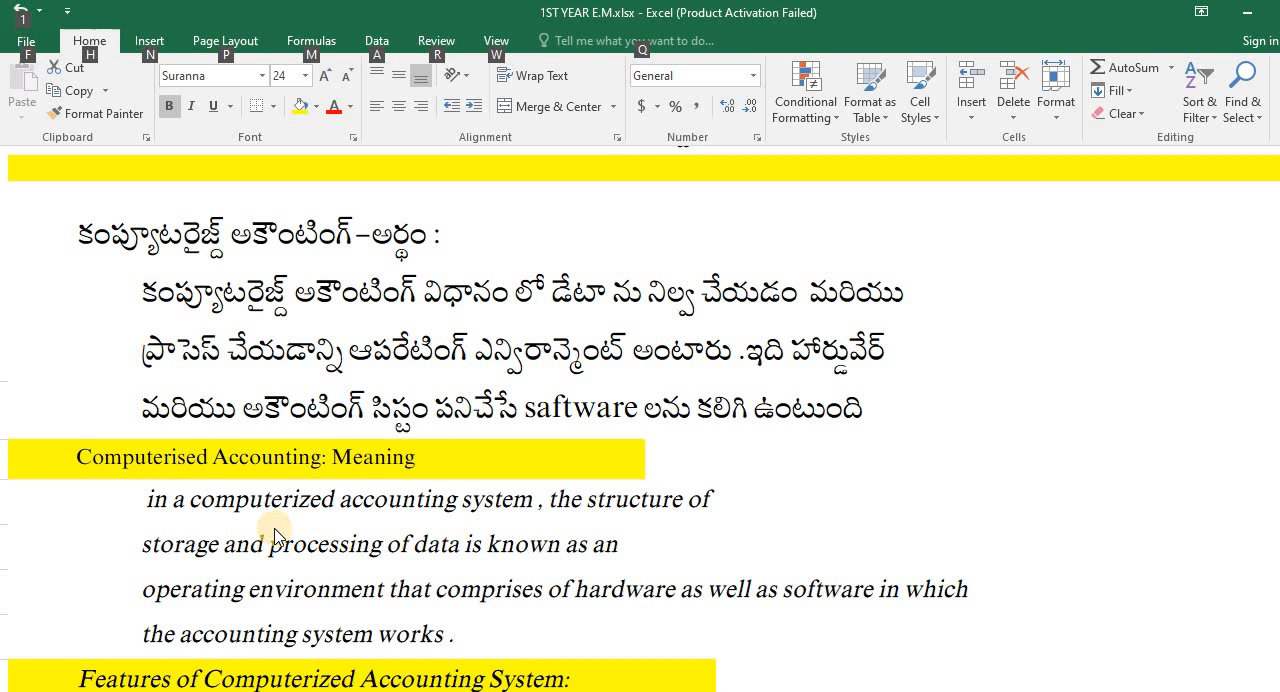 1ST YEAR E.M.xlsx - Excel (Product Activation Failed)
1
File Home Insert Page Layout Formulas Data Review View Tell me what you want to do... Sign in
F H N P M A R W Q
Cut Suranna 24 Wrap Text General AutoSum
Paste Copy B I U A Merge & Center $ % , Conditional Formatting Format as Table Cell Styles Insert Delete Format Fill Sort & Filter Find & Select
Format Painter Clear
Clipboard Font Alignment Number Styles Cells Editing
కంప్యూటరైజ్డ్ అకౌంటింగ్-అర్థం :
కంప్యూటరైజ్డ్ అకౌంటింగ్ విధానం లో డేటా ను నిల్వ చేయడం మరియు
ప్రాసెస్ చేయడాన్ని ఆపరేటింగ్ ఎన్విరాన్మెంట్ అంటారు .ఇది హార్డువేర్
మరియు అకౌంటింగ్ సిస్టం పనిచేసే saftware లను కలిగి ఉంటుంది
Computerised Accounting: Meaning
in a computerized accounting system , the structure of
storage and processing of data is known as an
operating environment that comprises of hardware as well as software in which
the accounting system works .
Features of Computerized Accounting System: